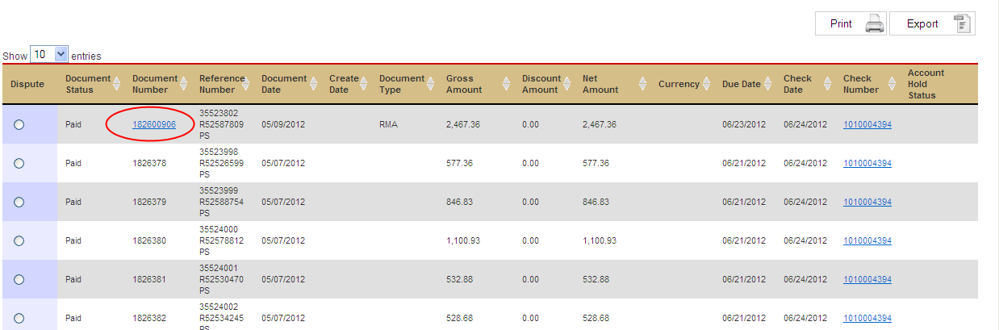 Print Export
Show 10 entries
Dispute Document Status Document Number Reference Number Document Date Create Date Document Type Gross Amount Discount Amount Net Amount Currency Due Date Check Date Check Number Account Hold Status
Paid 182600906 35523802 R52587809 PS 05/09/2012 RMA 2,467.36 0.00 2,467.36 06/23/2012 06/24/2012 1010004394
Paid 1826378 35523998 R52526599 PS 05/07/2012 577.36 0.00 577.36 06/21/2012 06/24/2012 1010004394
Paid 1826379 35523999 R52588754 PS 05/07/2012 846.83 0.00 846.83 06/21/2012 06/24/2012 1010004394
Paid 1826380 35524000 R52578812 PS 05/07/2012 1,100.93 0.00 1,100.93 06/21/2012 06/24/2012 1010004394
Paid 1826381 35524001 R52530470 PS 05/07/2012 532.88 0.00 532.88 06/21/2012 06/24/2012 1010004394
Paid 1826382 35524002 R52534245 PS 05/07/2012 528.68 0.00 528.68 06/21/2012 06/24/2012 1010004394